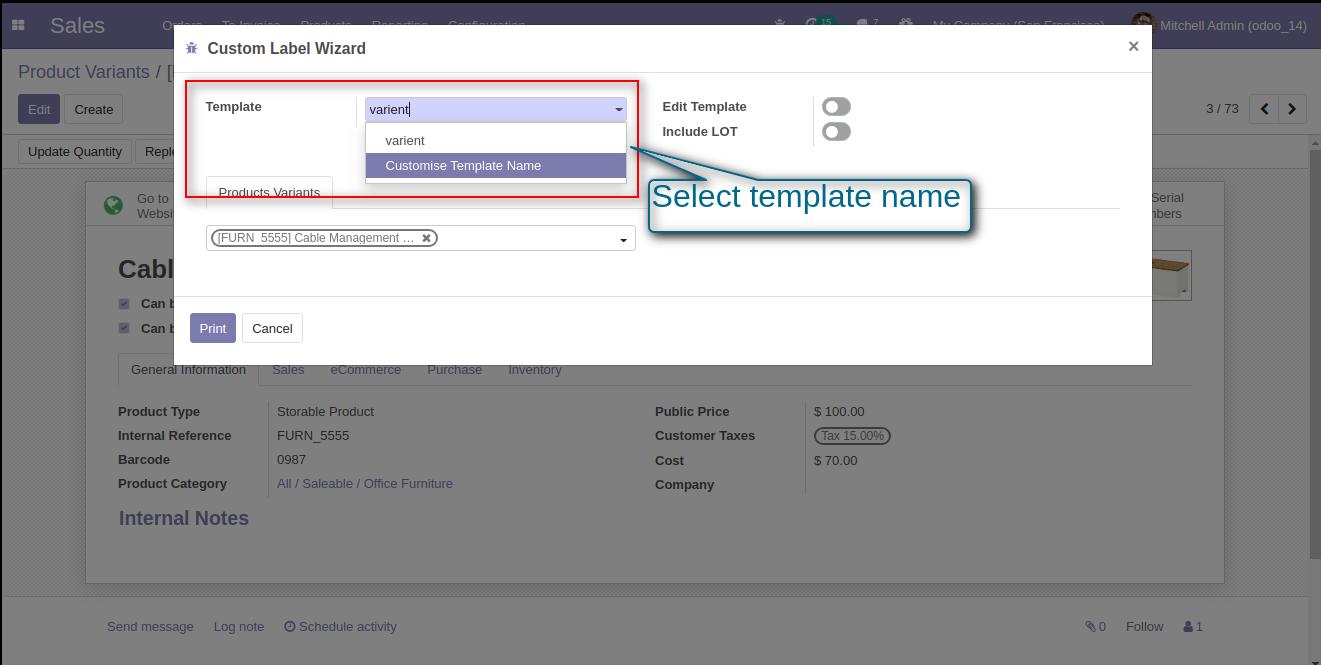 Sales
Orders To Invoice Products Reporting Configuration
15 7 My Company (San Francisco) Mitchell Admin (odoo_14)
Custom Label Wizard ×
Product Variants / [
Edit Create
3 / 73
Template varient
Edit Template
Include LOT
varient
Customise Template Name
Update Quantity
Products Variants
Select template name
Go to
Serial
[FURN_5555] Cable Management ... ×
Can
Can
Print Cancel
General Information Sales eCommerce Purchase Inventory
Product Type Storable Product
Public Price $ 100.00
Internal Reference FURN_5555
Customer Taxes Tax 15.00%
Barcode 0987
Cost $ 70.00
Product Category All / Saleable / Office Furniture
Company
Internal Notes
Send message Log note Schedule activity
0 Follow 1